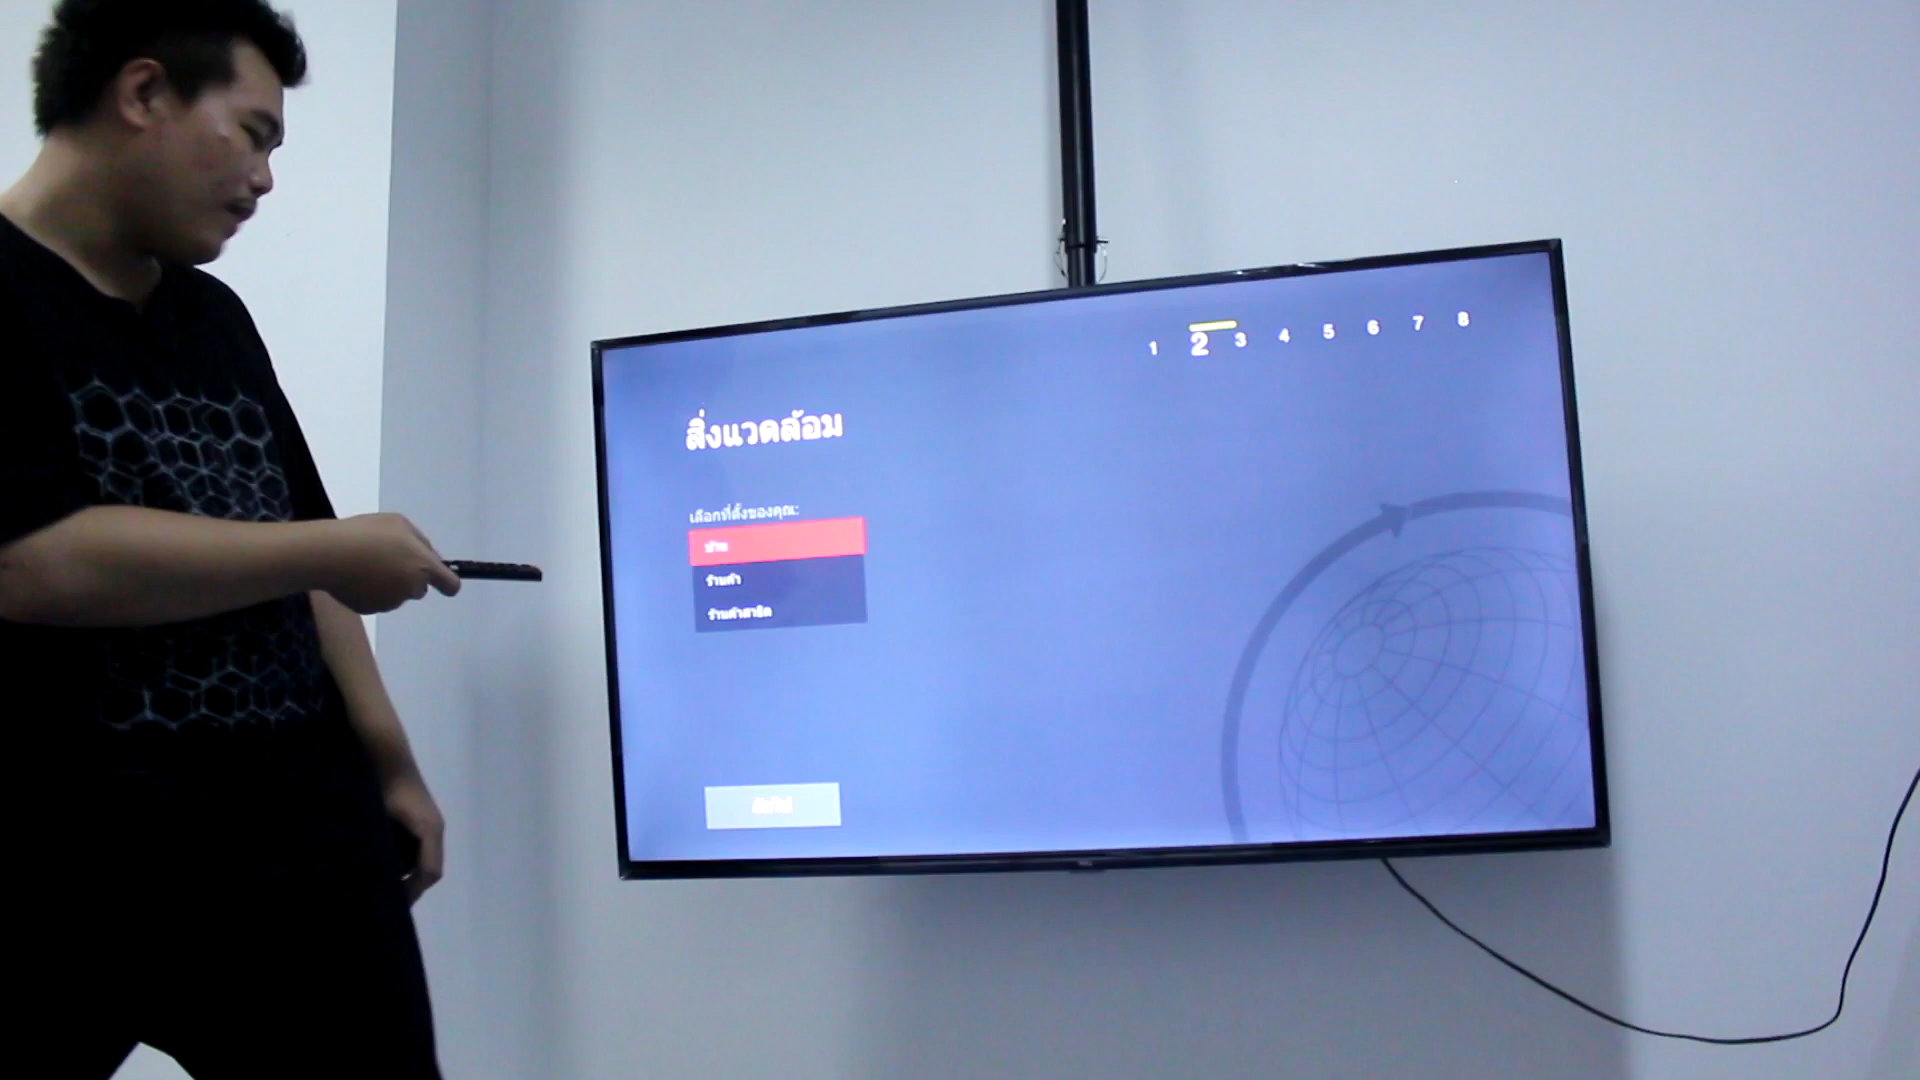 1 2 3 4 5 6 7 8
สิ่งแวดล้อม
เลือกที่ตั้งของคุณ:
บ้าน
ร้านค้า
ร้านค้าสาธิต